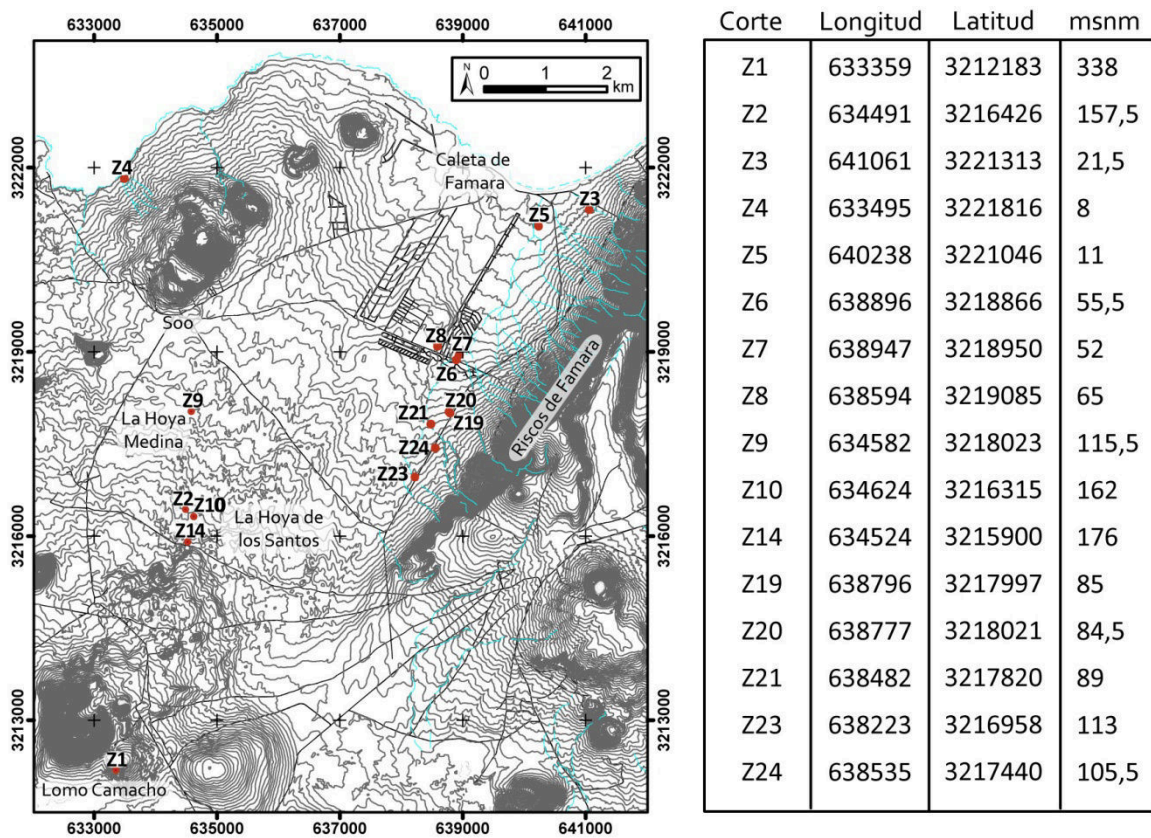 633000 635000 637000 639000 641000
N 0 1 2
km
3222000 3222000
Z4
Caleta de
Famara
Z3
Z5
Soo
3219000 3219000
Z8
Z7
Z6
Riscos de Famara
Z9
La Hoya
Medina
Z20
Z21
Z19
Z24
Z23
Z2
Z10
Z14
La Hoya de
los Santos
3216000 3216000
3213000 3213000
Z1
Lomo Camacho
633000 635000 637000 639000 641000
Corte Longitud Latitud msnm
Z1 633359 3212183 338
Z2 634491 3216426 157,5
Z3 641061 3221313 21,5
Z4 633495 3221816 8
Z5 640238 3221046 11
Z6 638896 3218866 55,5
Z7 638947 3218950 52
Z8 638594 3219085 65
Z9 634582 3218023 115,5
Z10 634624 3216315 162
Z14 634524 3215900 176
Z19 638796 3217997 85
Z20 638777 3218021 84,5
Z21 638482 3217820 89
Z23 638223 3216958 113
Z24 638535 3217440 105,5